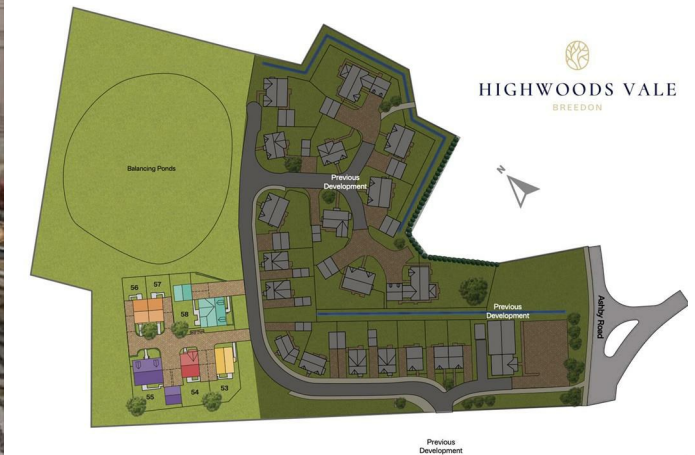 HIGHWOODS VALE
BREEDON
N
Balancing Ponds
Previous
Development
56
57
58
Previous
Development
Ashby Road
55
54
53
Previous
Development